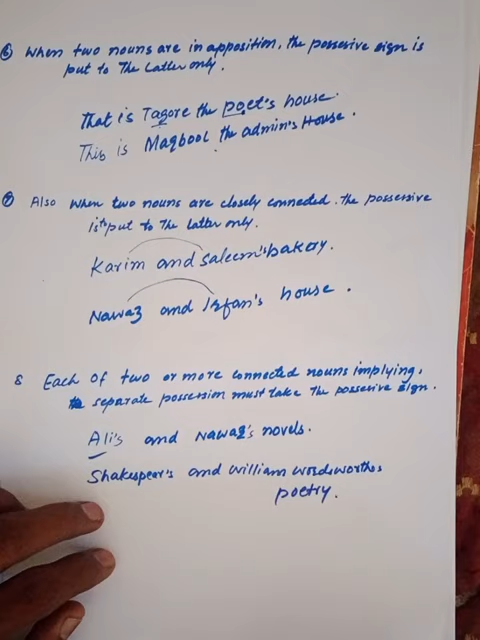 ⑥ When two nouns are in apposition, the possessive sign is
put to The Latter only.
That is Tagore the poet's house.
This is Maqbool the admin's House.
⑦ Also when two nouns are closely connected. the possessive
is put to The latter only.
Karim and Saleem's bakery.
Nawaz and Irfan's house.
8 Each of two or more connected nouns implying,
separate possession must take The possessive sign.
Ali's and Nawaz's novels.
Shakespear's and William Wordsworth's
poetry.